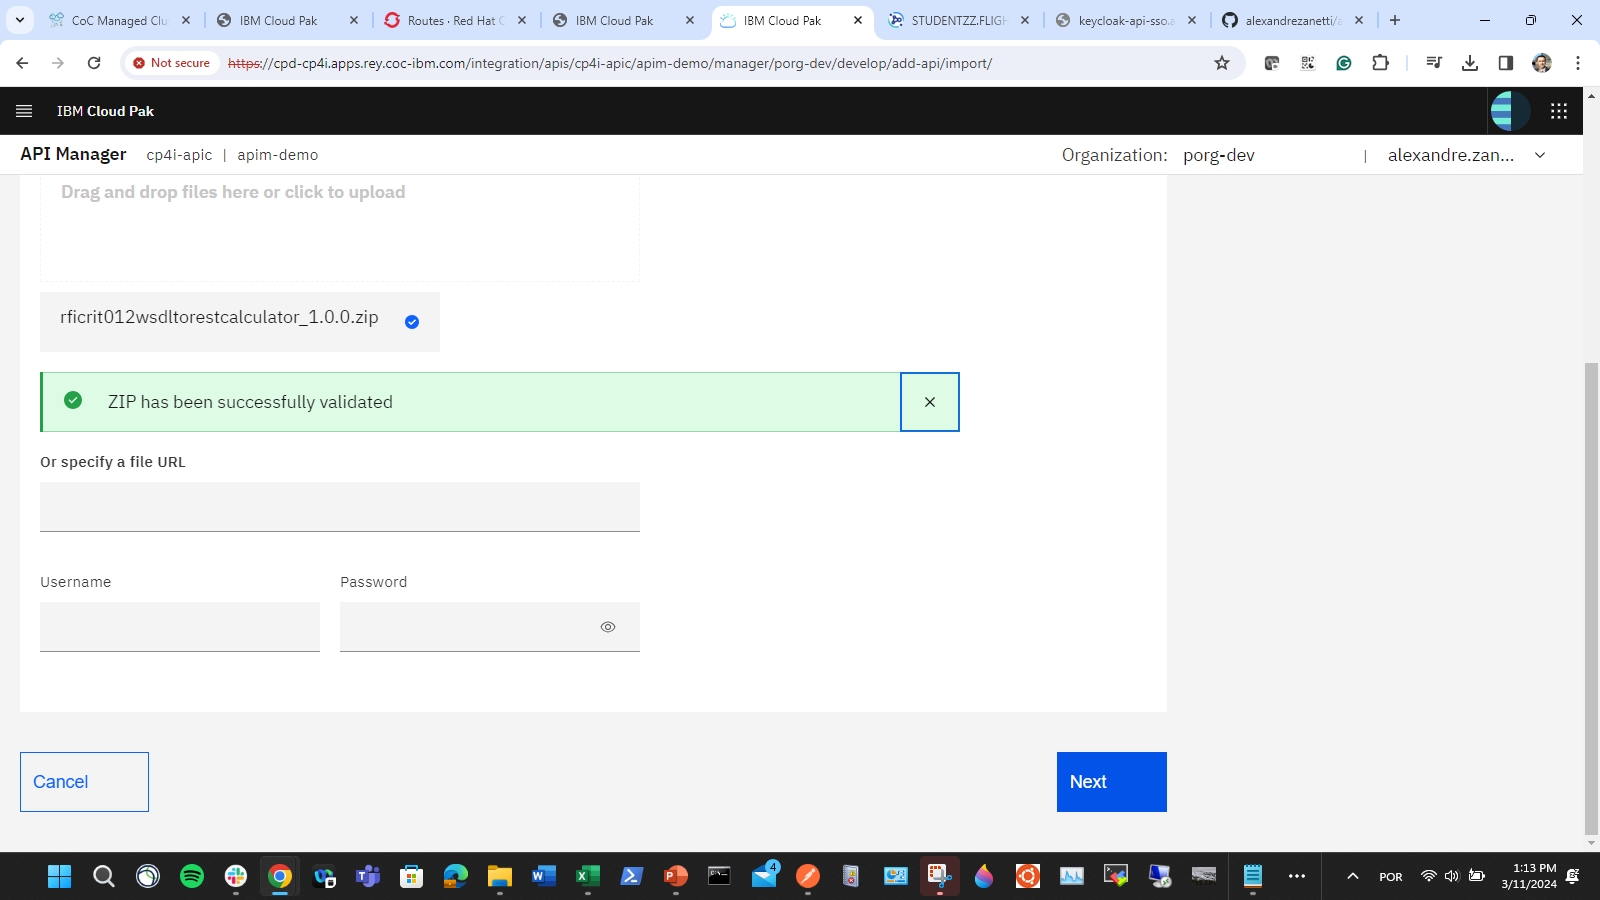 CoC Managed Clu
IBM Cloud Pak
Routes · Red Hat C
IBM Cloud Pak
IBM Cloud Pak
STUDENTZZ.FLIGH
keycloak-api-sso.a
alexandrezanetti/a
Not secure
https://cpd-cp4i.apps.rey.coc-ibm.com/integration/apis/cp4i-apic/apim-demo/manager/porg-dev/develop/add-api/import/
IBM Cloud Pak
API Manager cp4i-apic | apim-demo
Organization: porg-dev | alexandre.zan...
Drag and drop files here or click to upload
rficrit012wsdltorestcalculator_1.0.0.zip
ZIP has been successfully validated
Or specify a file URL
Username Password
Cancel
Next
4
POR
1:13 PM
3/11/2024